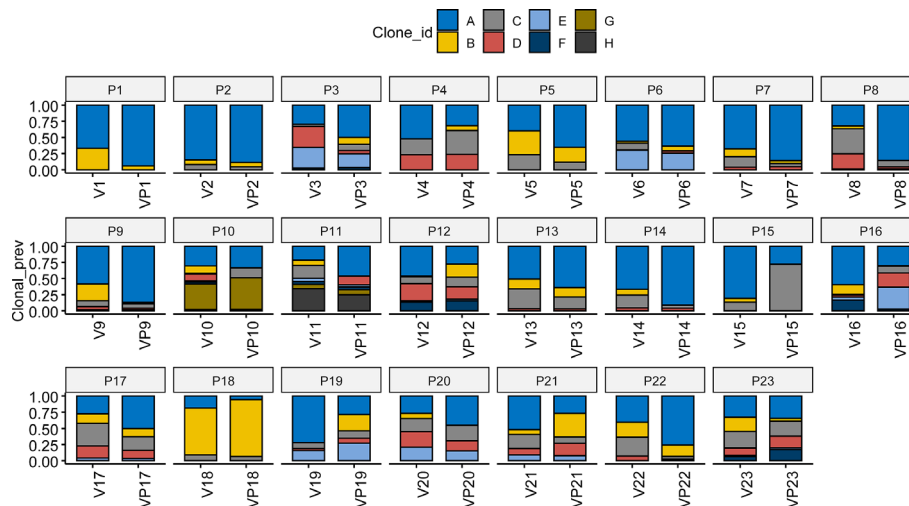 Clone_id A C E G
B D F H
P1 P2 P3 P4 P5 P6 P7 P8
1.00
0.75
0.50
0.25
0.00
V1 VP1 V2 VP2 V3 VP3 V4 VP4 V5 VP5 V6 VP6 V7 VP7 V8 VP8
P9 P10 P11 P12 P13 P14 P15 P16
Clonal_prev
1.00
0.75
0.50
0.25
0.00
V9 VP9 V10 VP10 V11 VP11 V12 VP12 V13 VP13 V14 VP14 V15 VP15 V16 VP16
P17 P18 P19 P20 P21 P22 P23
1.00
0.75
0.50
0.25
0.00
V17 VP17 V18 VP18 V19 VP19 V20 VP20 V21 VP21 V22 VP22 V23 VP23